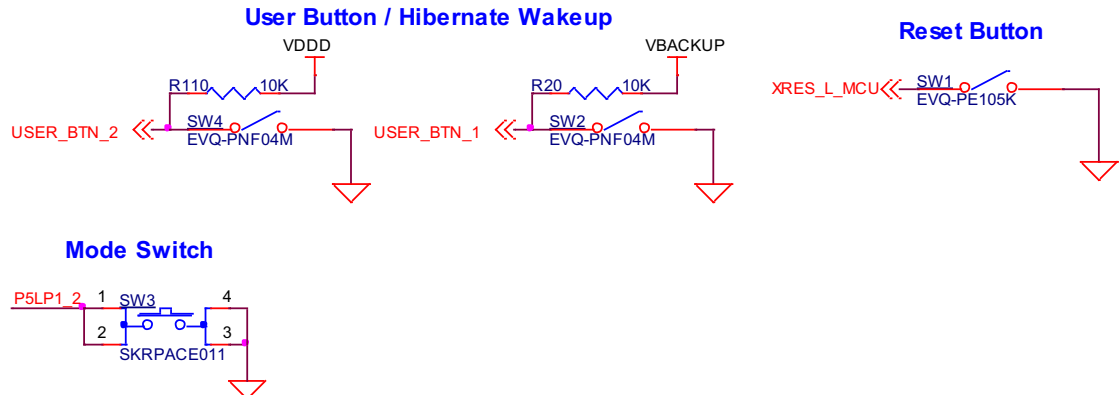 User Button / Hibernate Wakeup
Reset Button
VDDD
VBACKUP
R110 10K
R20 10K
USER_BTN_2
SW4
EVQ-PNF04M
USER_BTN_1
SW2
EVQ-PNF04M
XRES_L_MCU
SW1
EVQ-PE105K
Mode Switch
P5LP1_2
1
SW3
4
2
3
SKRPACE011